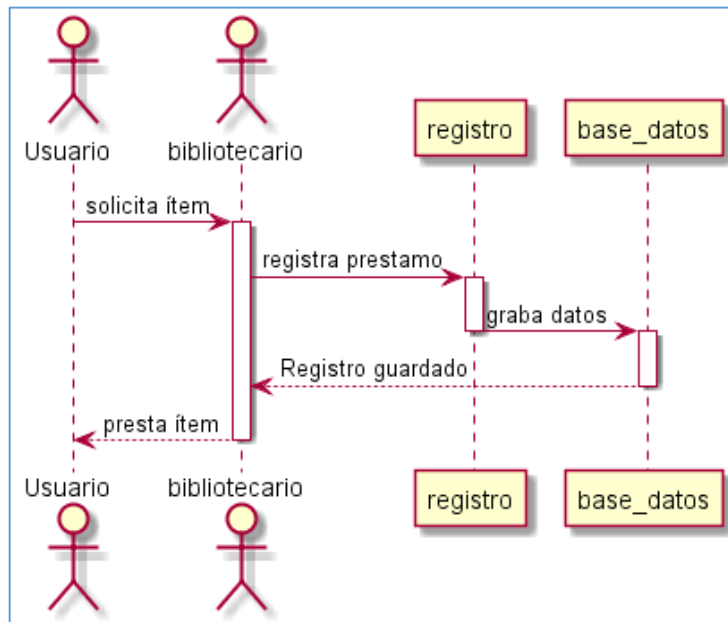 Usuario
bibliotecario
registro
base_datos
solicita ítem
registra prestamo
graba datos
Registro guardado
presta ítem
Usuario
bibliotecario
registro
base_datos